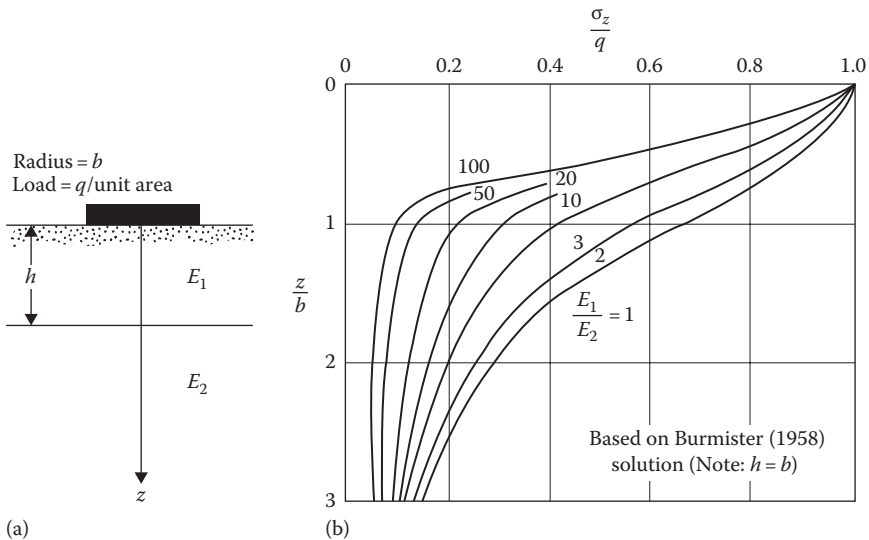 Radius = b
Load = q/unit area
h
E₁
E₂
z
(a)
σz
q
0 0.2 0.4 0.6 0.8 1.0
0
1
2
3
z
b
100
50
20
10
3
2
E₁
E₂
= 1
Based on Burmister (1958)
solution (Note: h = b)
(b)